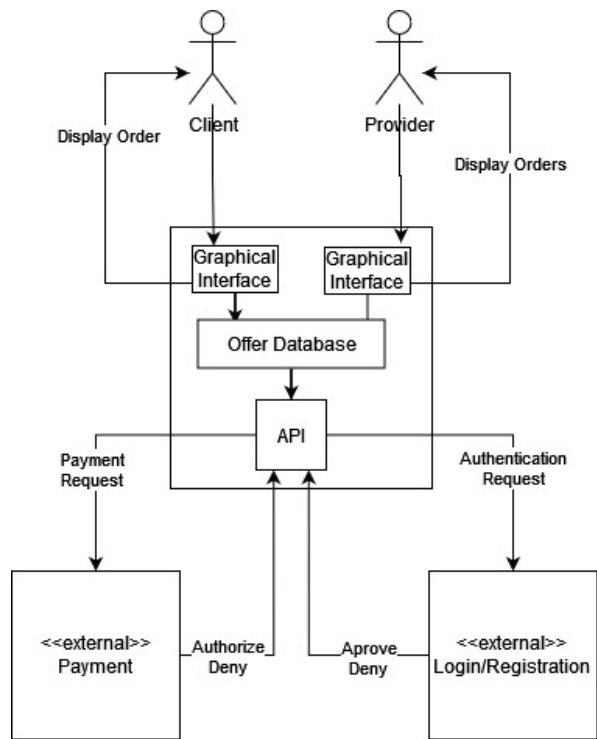 Client
Provider
Display Order
Display Orders
Graphical
Interface
Graphical
Interface
Offer Database
API
Payment
Request
Authentication
Request
<<external>>
Payment
Authorize
Deny
Aprove
Deny
<<external>>
Login/Registration